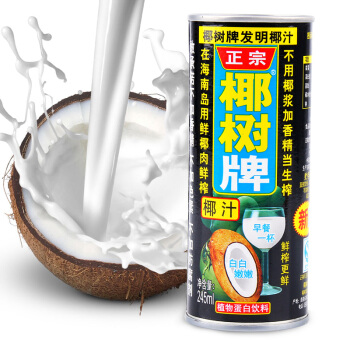 椰树牌发明椰汁
正宗
椰树牌
®
椰汁
在海南岛用鲜椰肉鲜榨
不用椰浆加香精当生榨
早餐
一杯
白白
嫩嫩
鲜榨更鲜
新
净含量:
245ml
植物蛋白饮料